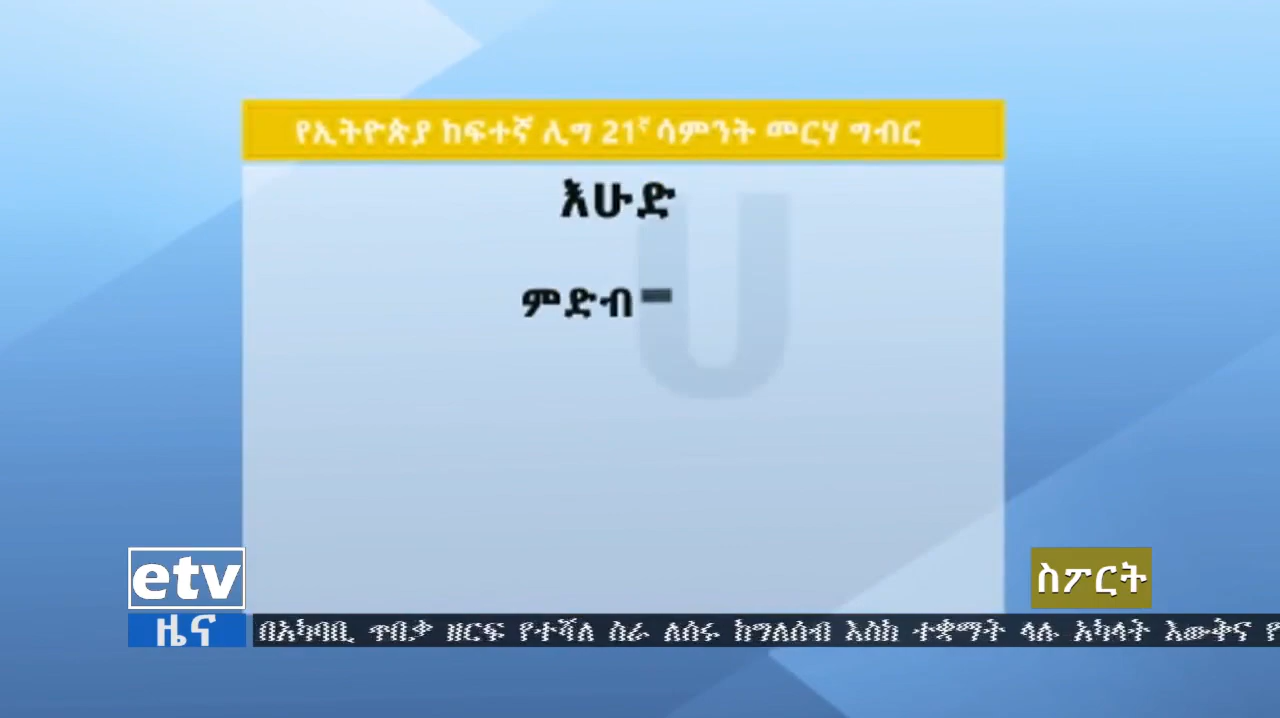 የኢትዮጵያ ከፍተኛ ሊግ 21ኛ ሳምንት መርሃ ግብር
እሁድ
ምድብ- ሀ
etv
ስፖርት
ዜና
በአካባቢ ጥበቃ ዘርፍ የተሻለ ስራ ለሰሩ ከግለሰብ እስከ ተቋማት ላሉ አካላት እውቅና የ